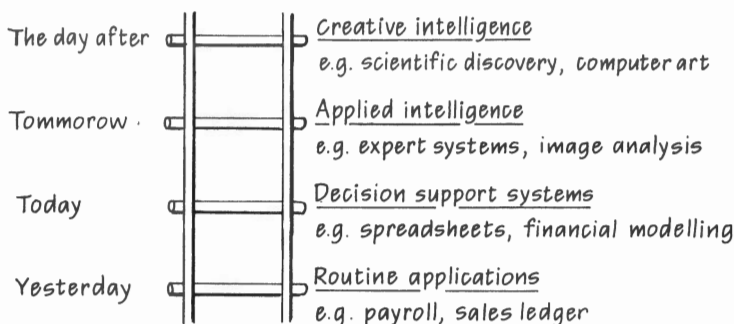 The day after
Creative intelligence
e.g. scientific discovery, computer art
Tommorow
Applied intelligence
e.g. expert systems, image analysis
Today
Decision support systems
e.g. spreadsheets, financial modelling
Yesterday
Routine applications
e.g. payroll, sales ledger